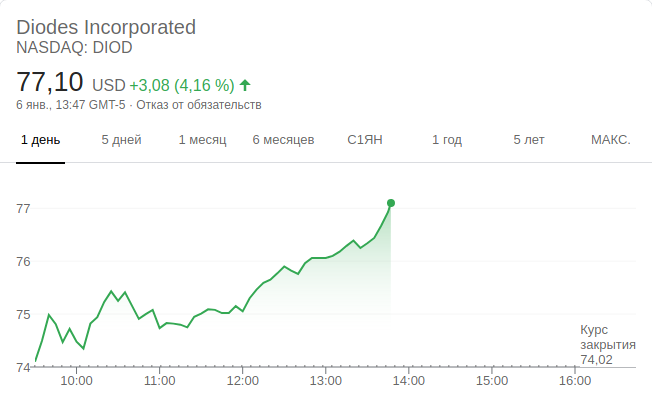 Diodes Incorporated
NASDAQ: DIOD
77,10 USD +3,08 (4,16 %)
6 янв., 13:47 GMT-5 · Отказ от обязательств
1 день 5 дней 1 месяц 6 месяцев С1ЯН 1 год 5 лет МАКС.
77
76
75
74
Курс
закрытия
74,02
10:00 11:00 12:00 13:00 14:00 15:00 16:00